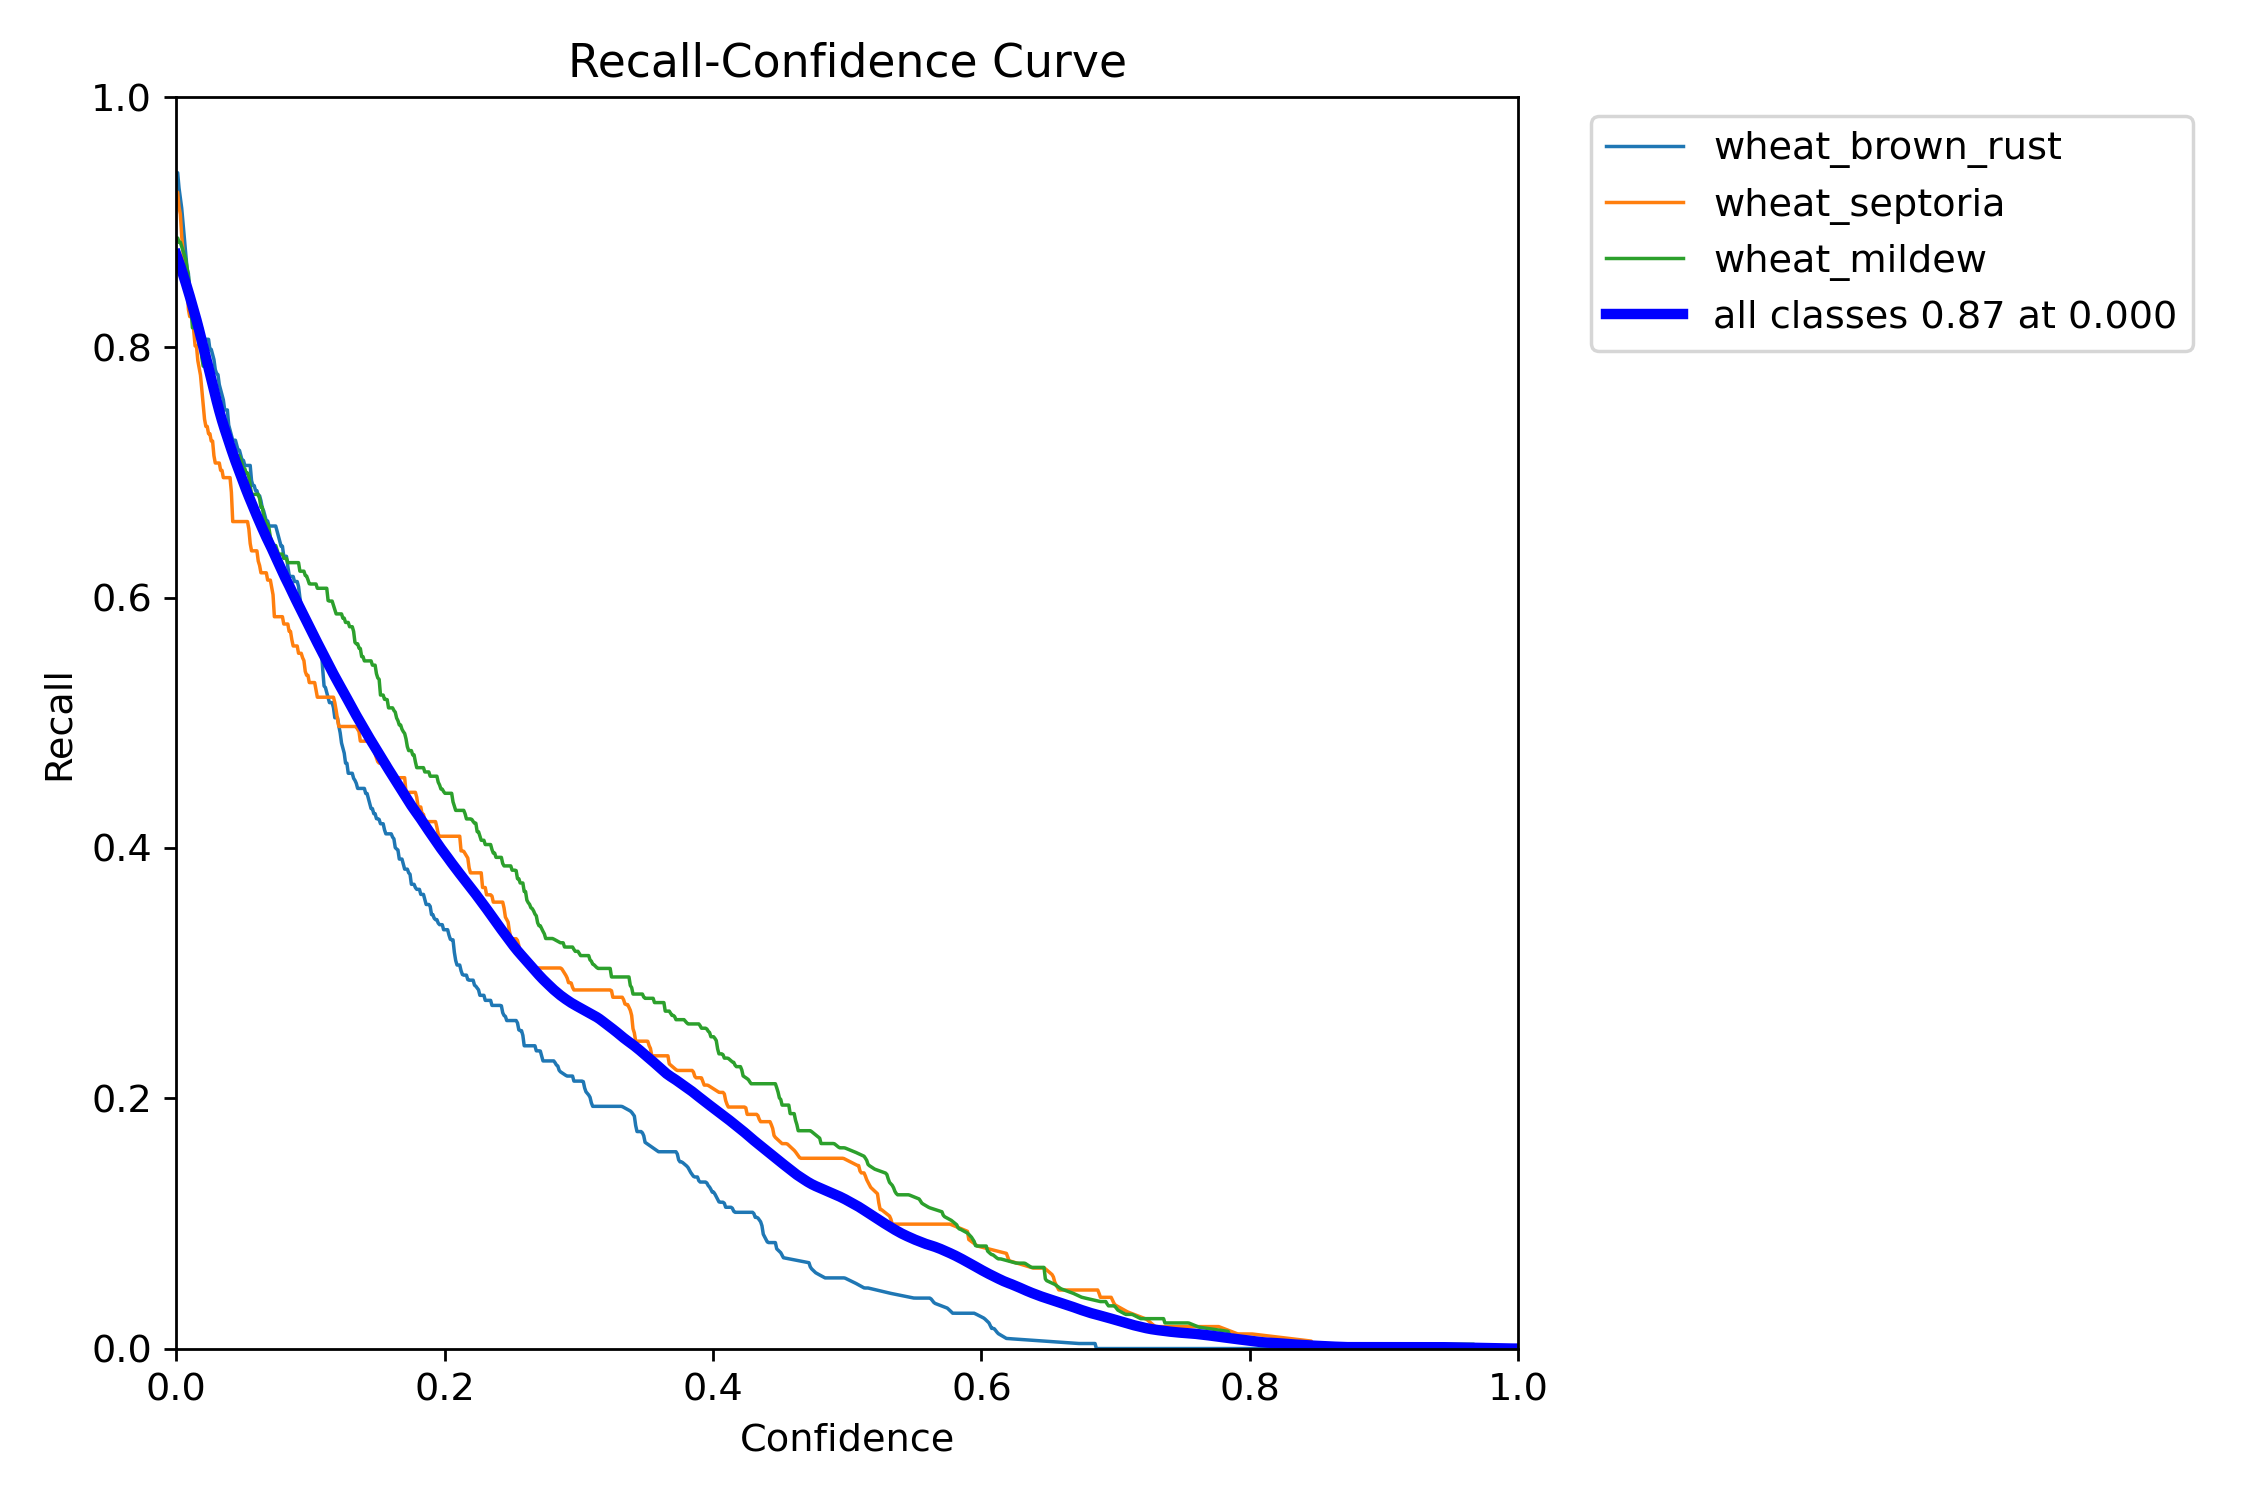 Recall-Confidence Curve
1.0
0.8
0.6
0.4
0.2
0.0
Recall
0.0 0.2 0.4 0.6 0.8 1.0
Confidence
wheat_brown_rust
wheat_septoria
wheat_mildew
all classes 0.87 at 0.000